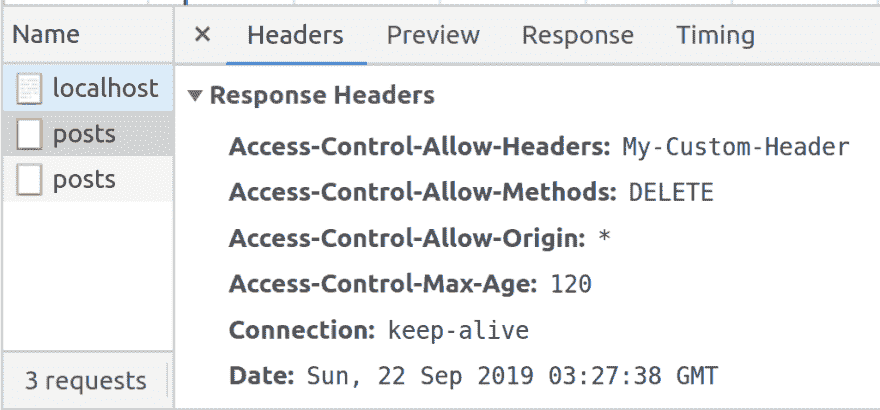 Name
× Headers Preview Response Timing
localhost
posts
posts
3 requests
▼ Response Headers
Access-Control-Allow-Headers: My-Custom-Header
Access-Control-Allow-Methods: DELETE
Access-Control-Allow-Origin: *
Access-Control-Max-Age: 120
Connection: keep-alive
Date: Sun, 22 Sep 2019 03:27:38 GMT